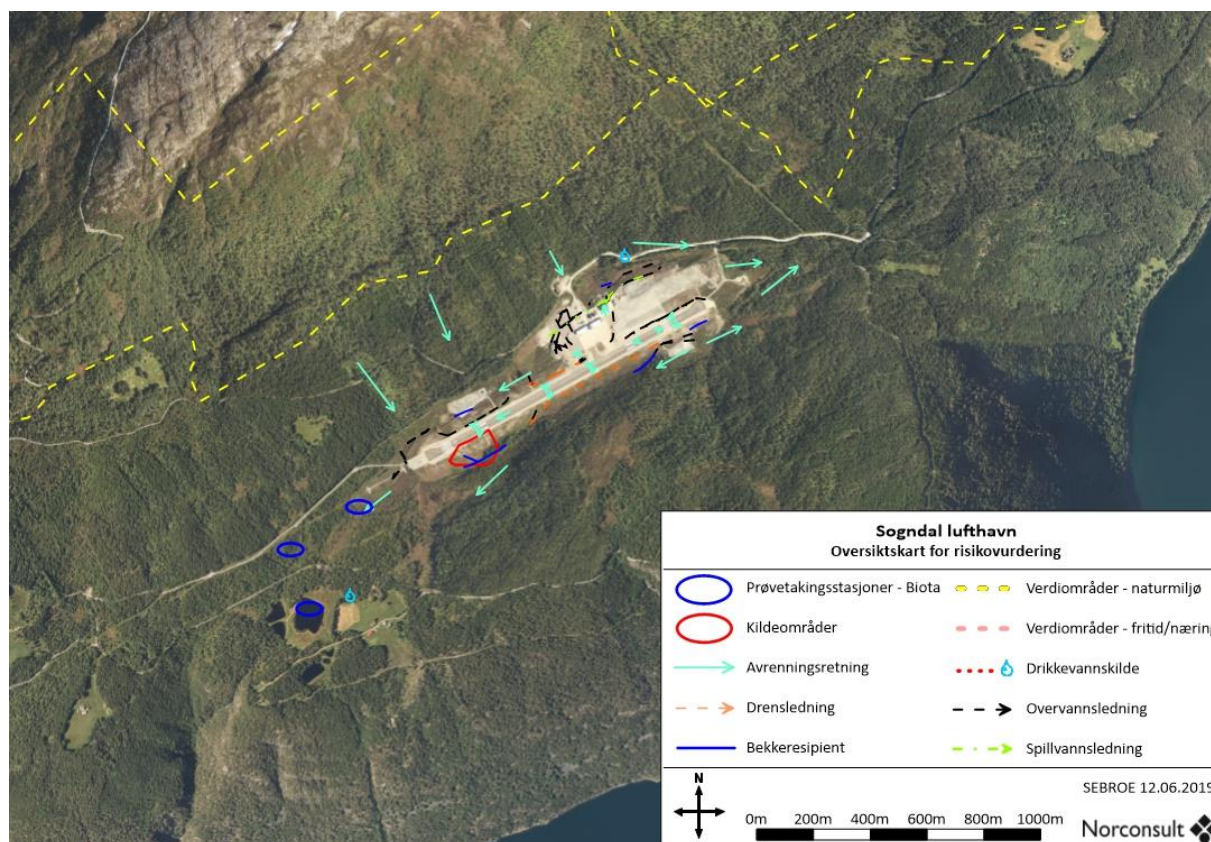 Sogndal lufthavn
Oversiktskart for risikovurdering
Prøvetakingsstasjoner - Biota
Verdiområder - naturmiljø
Kildeområder
Verdiområder - fritid/næring
Avrenningsretning
Drikkevannskilde
Drensledning
Overvannsledning
Bekkeresipient
Spillvannsledning
N
SEBROE 12.06.2019
0m 200m 400m 600m 800m 1000m
Norconsult